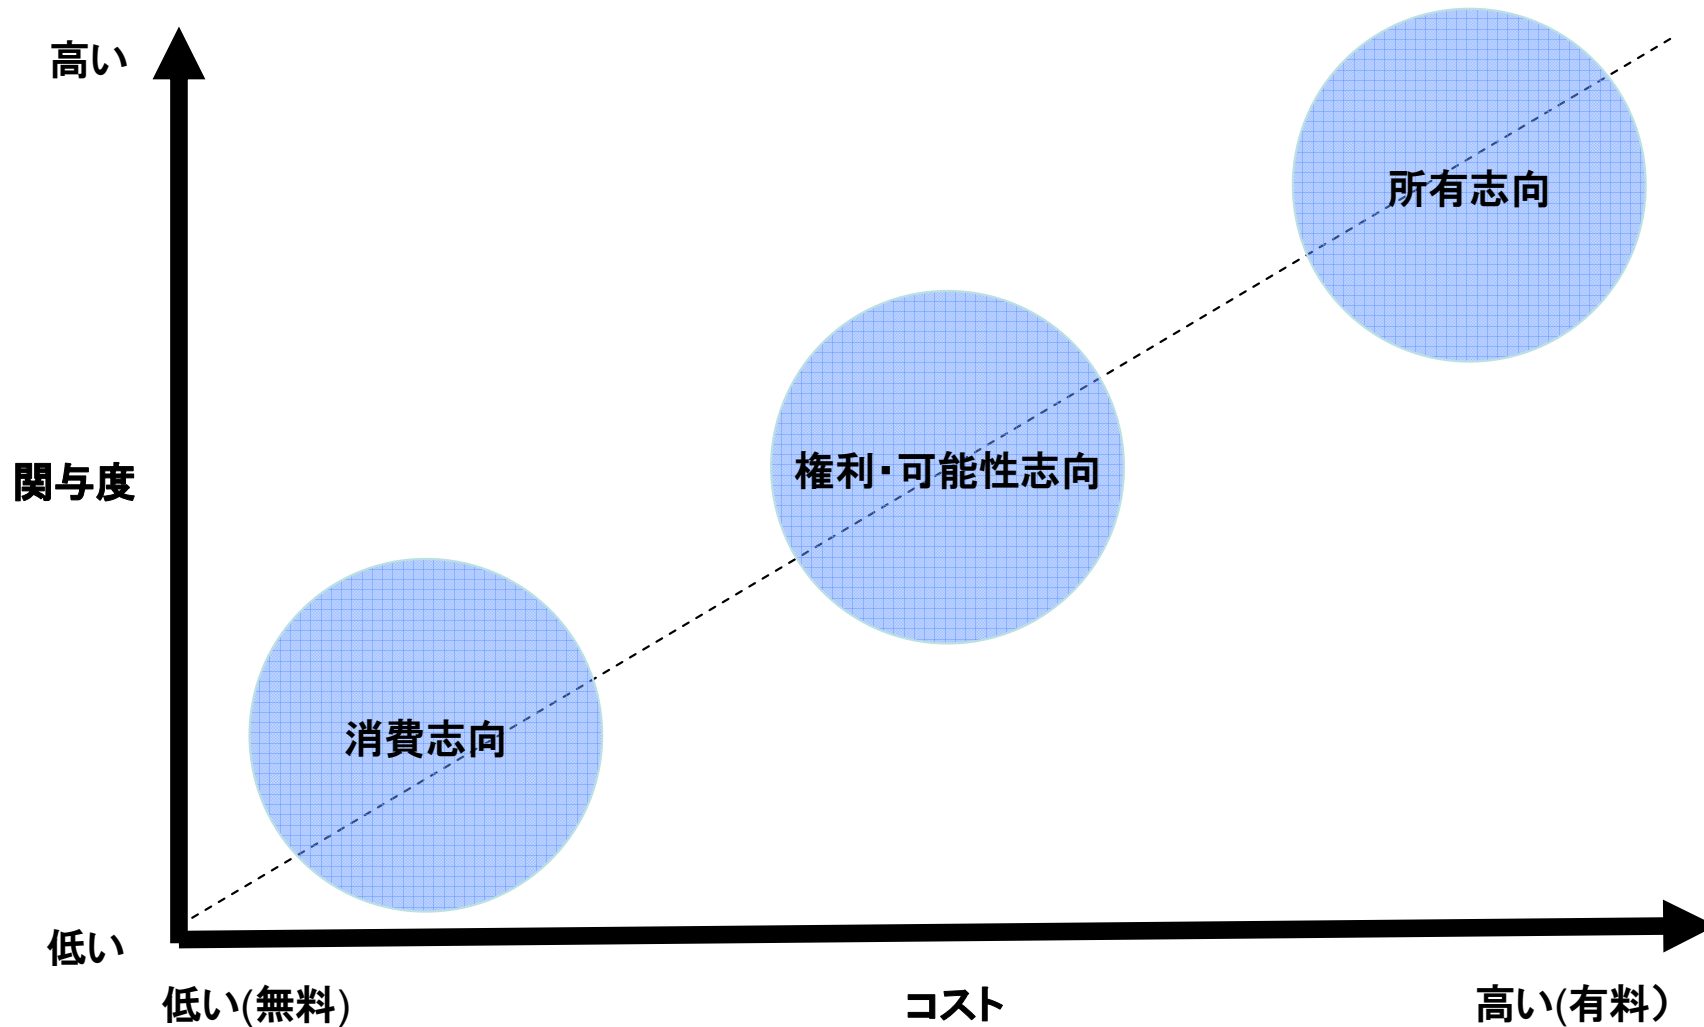 高い
所有志向
権利・可能性志向
関与度
消費志向
低い
低い(無料)
コスト
高い(有料）